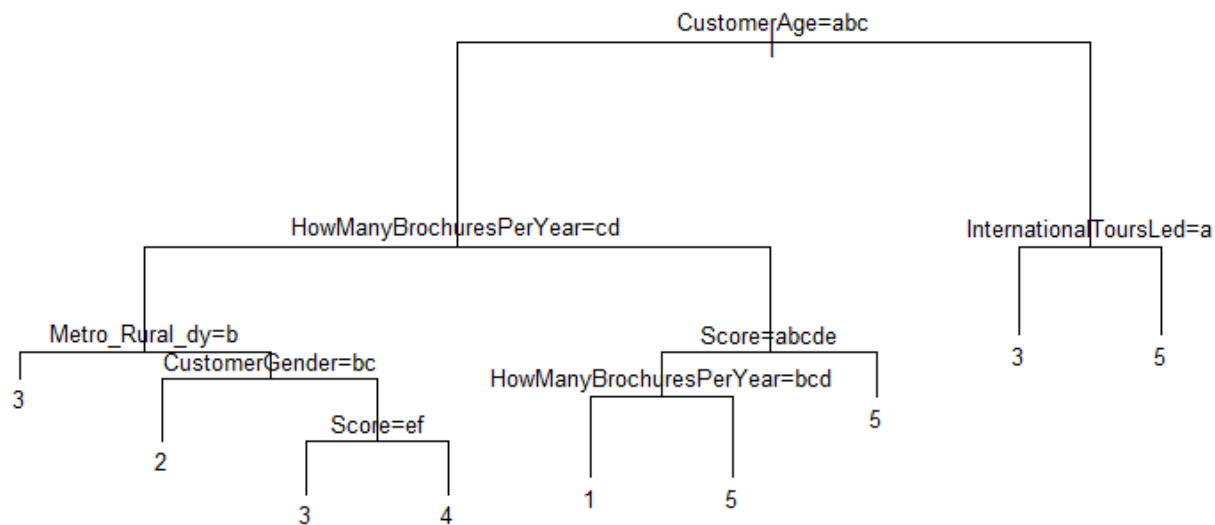 CustomerAge=abc
HowManyBrochuresPerYear=cd
InternationalToursLed=a
Metro_Rural_dy=b
Score=abcde
3
5
CustomerGender=bc
HowManyBrochuresPerYear=bcd
3
5
Score=ef
2
1
5
3
4